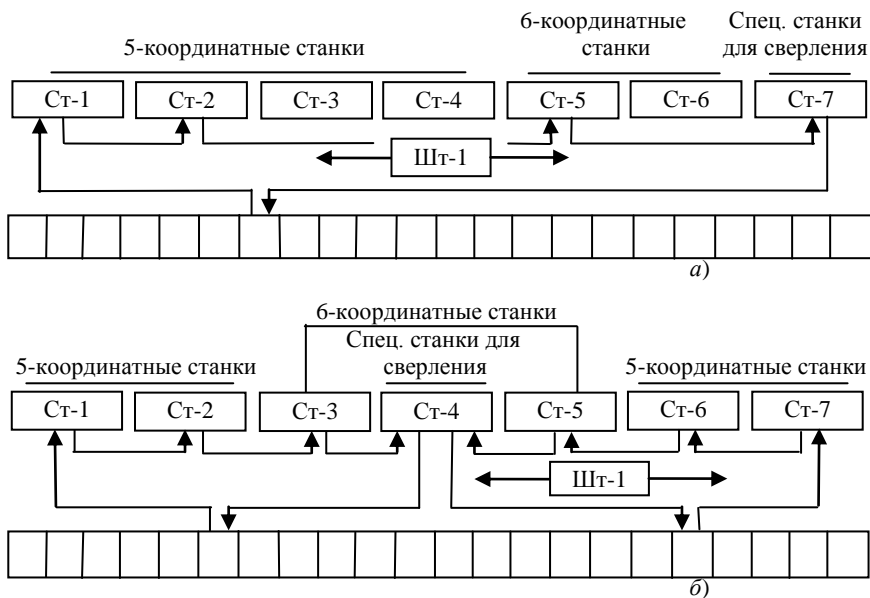 5-координатные станки
6-координатные
станки
Спец. станки
для сверления
Ст-1 Ст-2 Ст-3 Ст-4 Ст-5 Ст-6 Ст-7
Шт-1
а)
6-координатные станки
5-координатные станки
Спец. станки для
сверления
5-координатные станки
Ст-1 Ст-2 Ст-3 Ст-4 Ст-5 Ст-6 Ст-7
Шт-1
б)